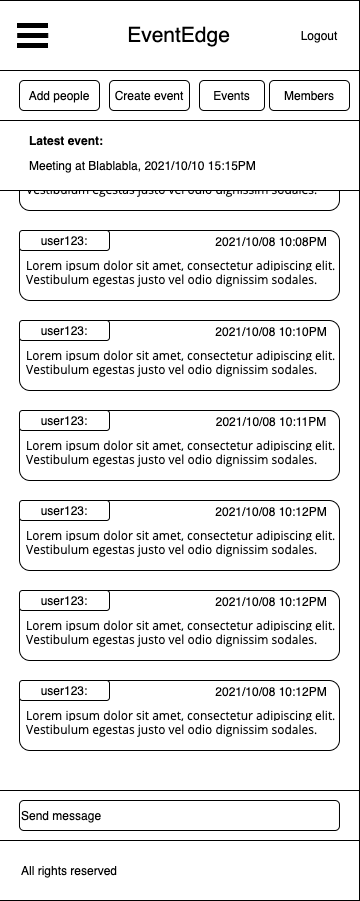 EventEdge
Logout
Add people
Create event
Events
Members
Latest event:
Meeting at Blablabla, 2021/10/10 15:15PM
Vestibulum egestas justo vel odio dignissim sodales.
user123:
2021/10/08 10:08PM
Lorem ipsum dolor sit amet, consectetur adipiscing elit.
Vestibulum egestas justo vel odio dignissim sodales.
user123:
2021/10/08 10:10PM
Lorem ipsum dolor sit amet, consectetur adipiscing elit.
Vestibulum egestas justo vel odio dignissim sodales.
user123:
2021/10/08 10:11PM
Lorem ipsum dolor sit amet, consectetur adipiscing elit.
Vestibulum egestas justo vel odio dignissim sodales.
user123:
2021/10/08 10:12PM
Lorem ipsum dolor sit amet, consectetur adipiscing elit.
Vestibulum egestas justo vel odio dignissim sodales.
user123:
2021/10/08 10:12PM
Lorem ipsum dolor sit amet, consectetur adipiscing elit.
Vestibulum egestas justo vel odio dignissim sodales.
user123:
2021/10/08 10:12PM
Lorem ipsum dolor sit amet, consectetur adipiscing elit.
Vestibulum egestas justo vel odio dignissim sodales.
Send message
All rights reserved